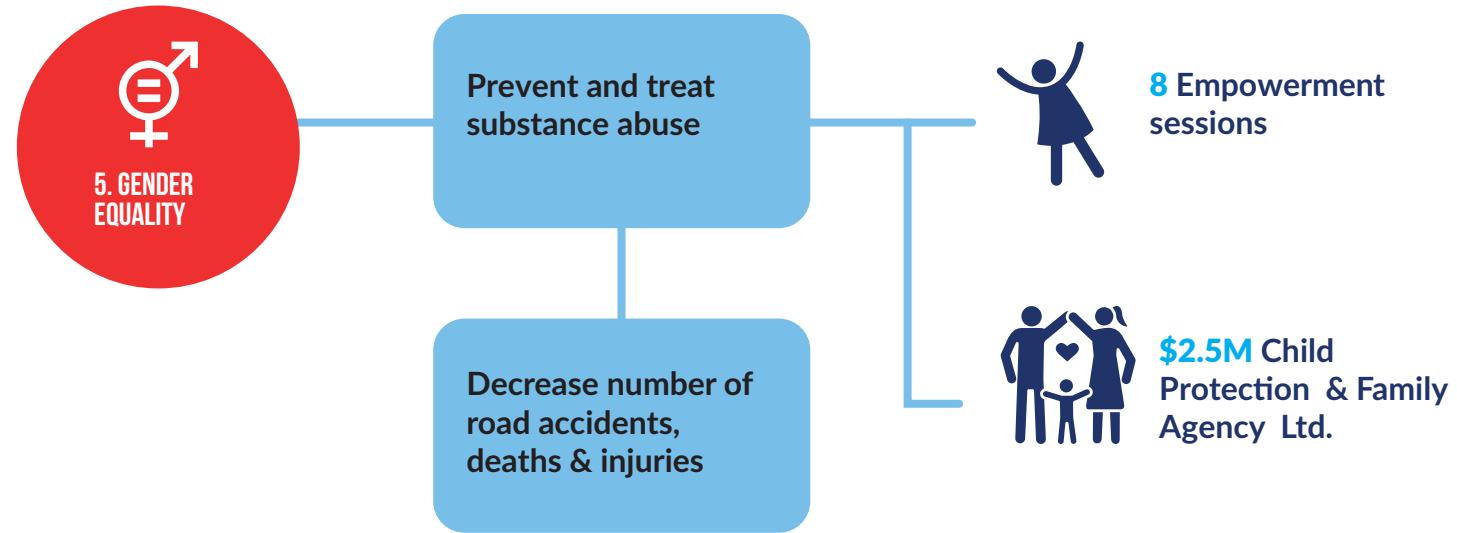 5. GENDER
EQUALITY
Prevent and treat
substance abuse
Decrease number of
road accidents,
deaths & injuries
8 Empowerment
sessions
$2.5M Child
Protection & Family
Agency Ltd.